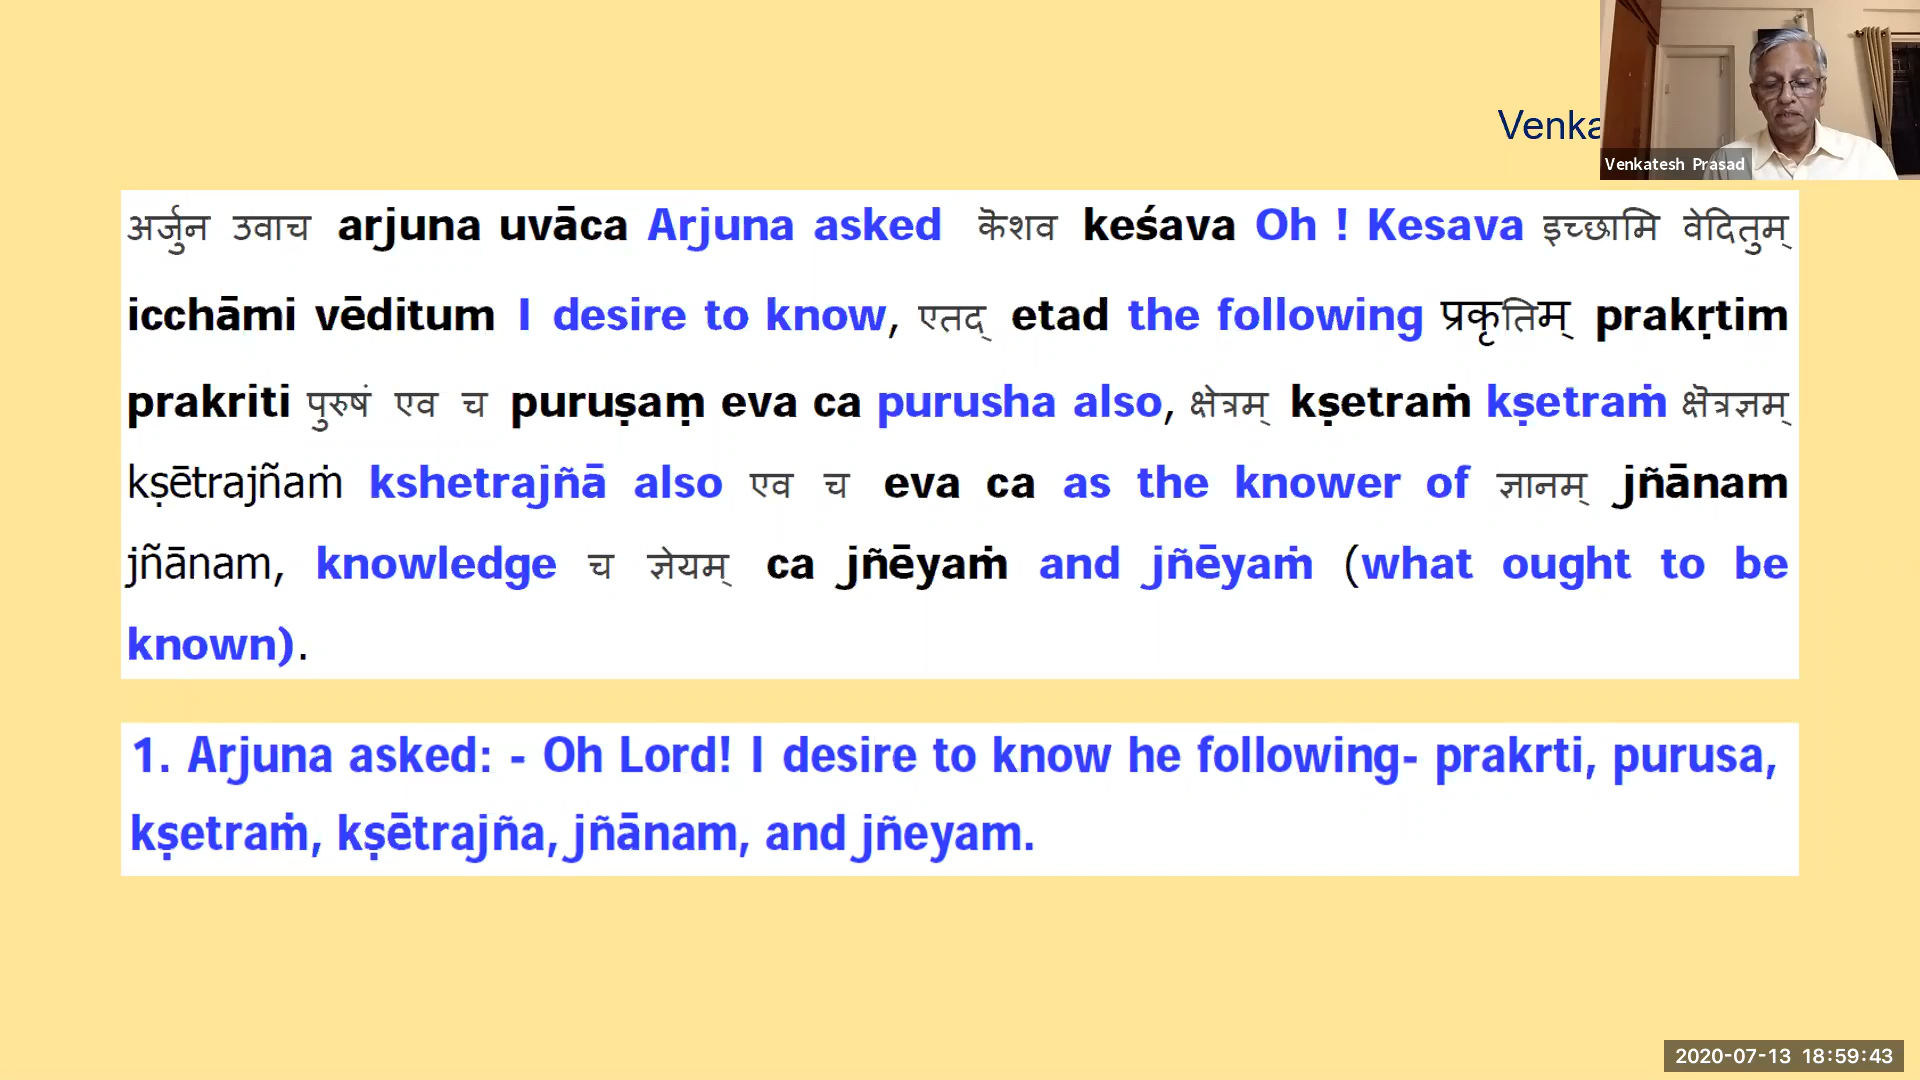 Venka
Venkatesh Prasad
अर्जुन उवाच arjuna uvāca Arjuna asked कॆशव keśava Oh ! Kesava इच्छामि वेदितुम्
icchāmi vēditum I desire to know, एतद् etad the following प्रकृतिम् prakṛtim
prakriti पुरुषं एव च puruṣaṃ eva ca purusha also, क्षेत्रम् kṣetraṁ kṣetraṁ क्षॆत्रज्ञम्
kṣētrajñaṁ kshetrajñā also एव च eva ca as the knower of ज्ञानम् jñānam
jñānam, knowledge च ज्ञेयम् ca jñēyaṁ and jñēyaṁ (what ought to be
known).
1. Arjuna asked: - Oh Lord! I desire to know he following- prakrti, purusa,
kṣetraṁ, kṣētrajña, jñānam, and jñeyam.
2020-07-13 18:59:43